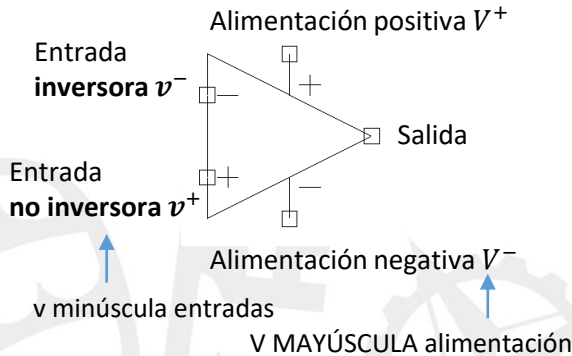 Alimentación positiva V⁺
Entrada
inversora v⁻
−
+
Salida
Entrada
no inversora v⁺
+
−
Alimentación negativa V⁻
v minúscula entradas
V MAYÚSCULA alimentación